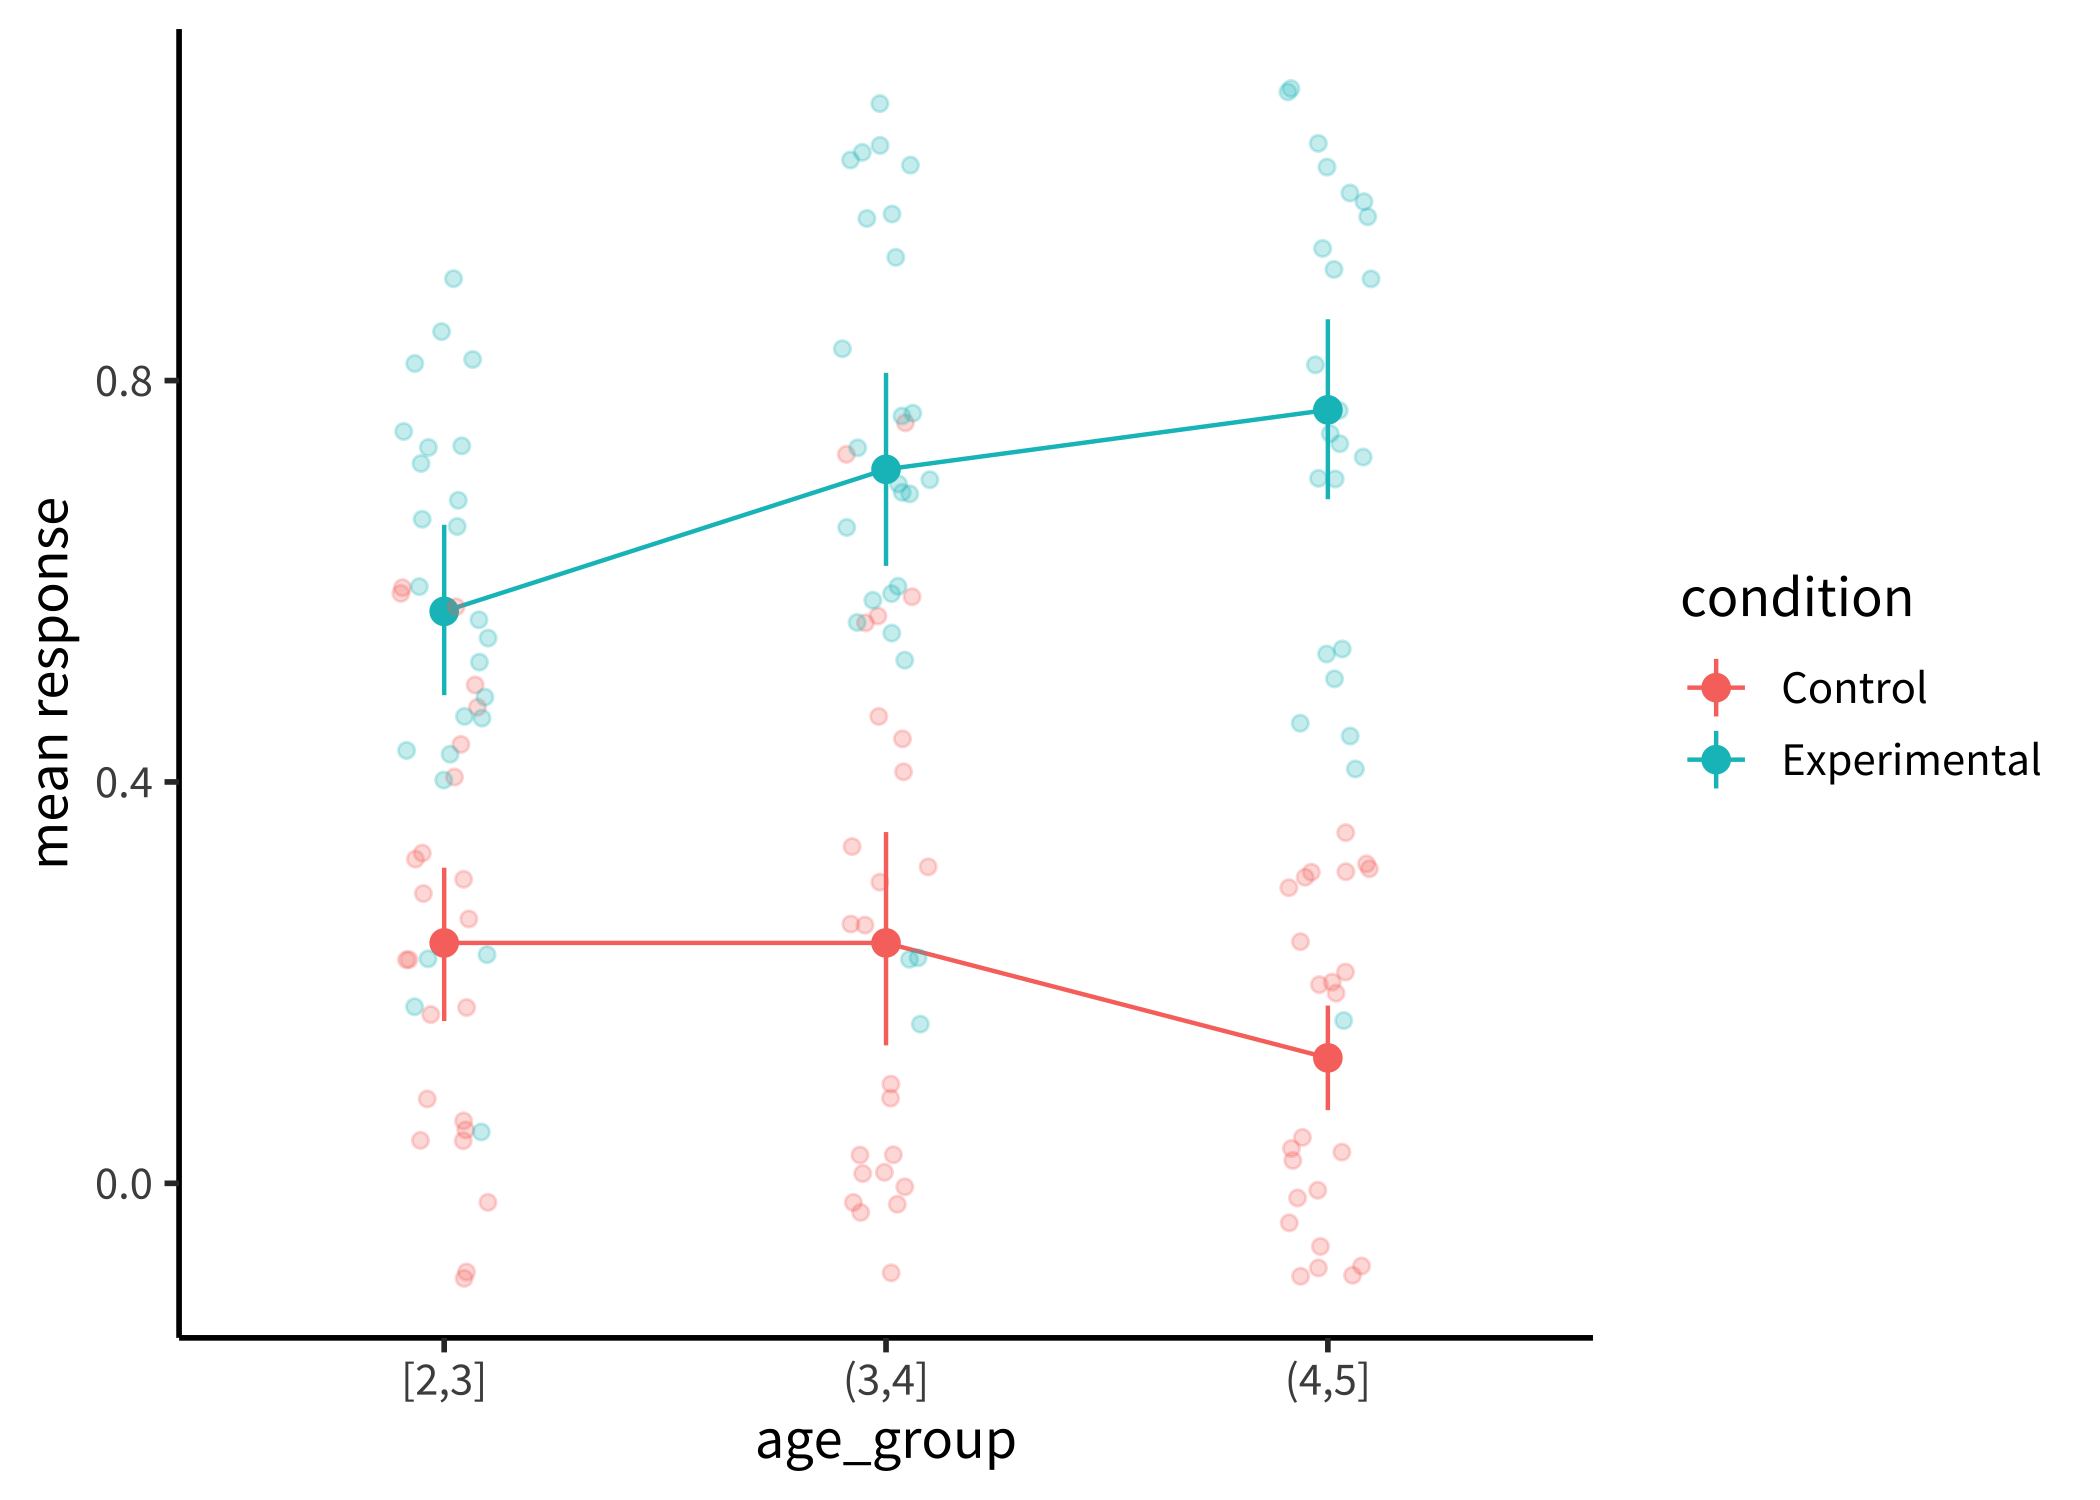 mean response
0.8
0.4
0.0
[2,3]
(3,4]
(4,5]
age_group
condition
Control
Experimental